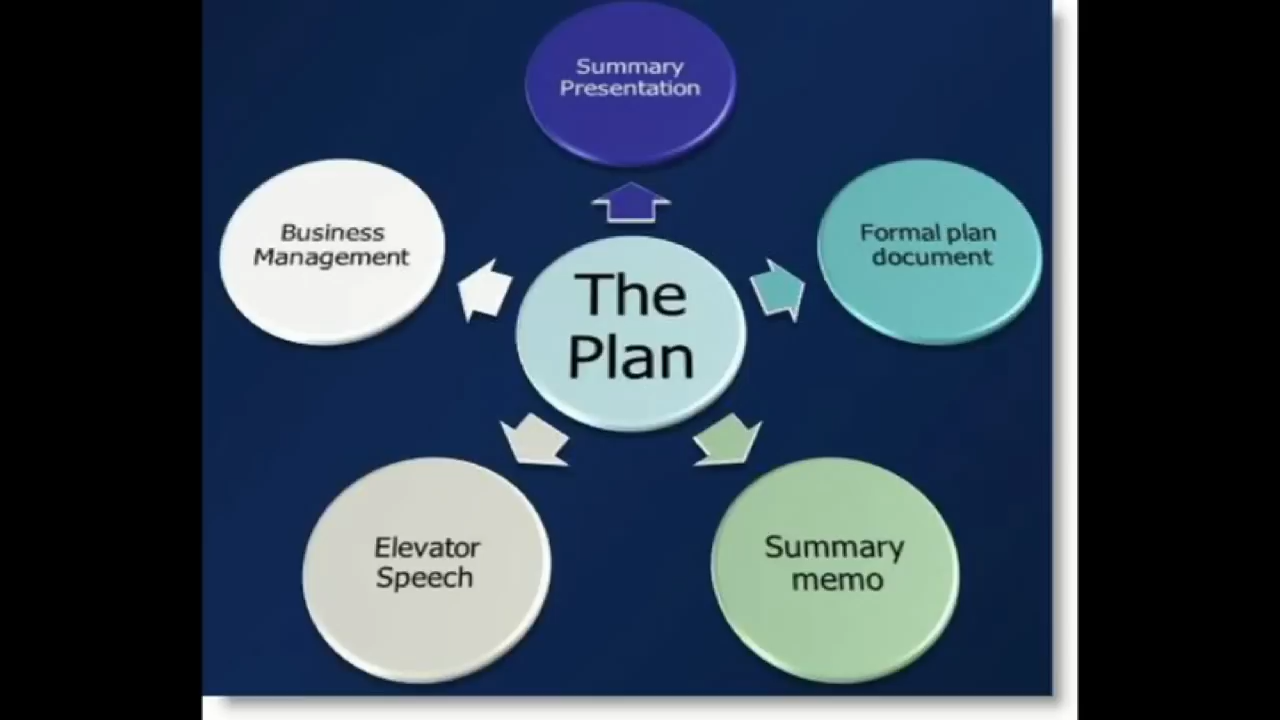 Summary
Presentation
Business
Management
Formal plan
document
The
Plan
Elevator
Speech
Summary
memo